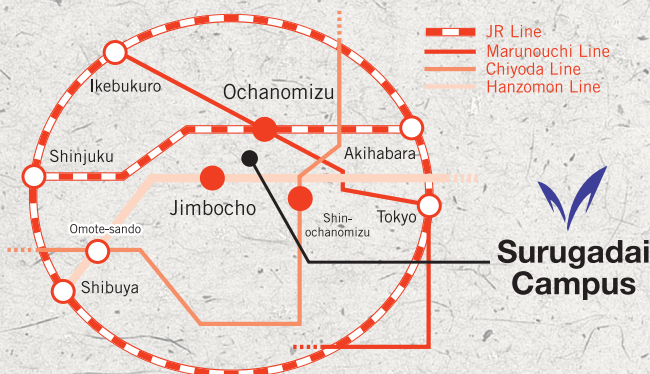 JR Line
Marunouchi Line
Chiyoda Line
Hanzomon Line
Ikebukuro
Ochanomizu
Shinjuku
Akihabara
Jimbocho
Shin-
ochanomizu
Tokyo
Omote-sando
Shibuya
Surugadai
Campus